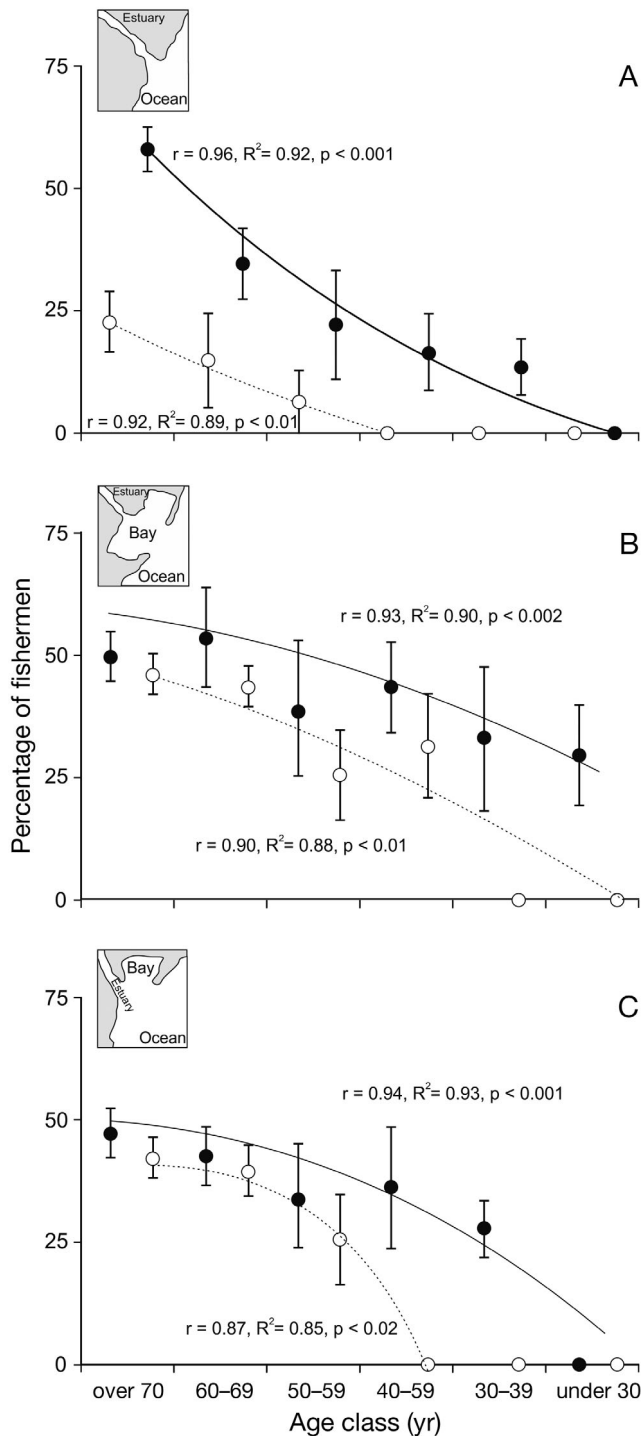 Estuary
Ocean
A
75
50
25
0
r = 0.96, R²= 0.92, p < 0.001
r = 0.92, R²= 0.89, p < 0.01
Estuary
Bay
Ocean
B
75
50
25
0
r = 0.93, R²= 0.90, p < 0.002
r = 0.90, R²= 0.88, p < 0.01
Percentage of fishermen
Bay
Estuary
Ocean
C
75
50
25
0
r = 0.94, R²= 0.93, p < 0.001
r = 0.87, R²= 0.85, p < 0.02
over 70 60–69 50–59 40–59 30–39 under 30
Age class (yr)